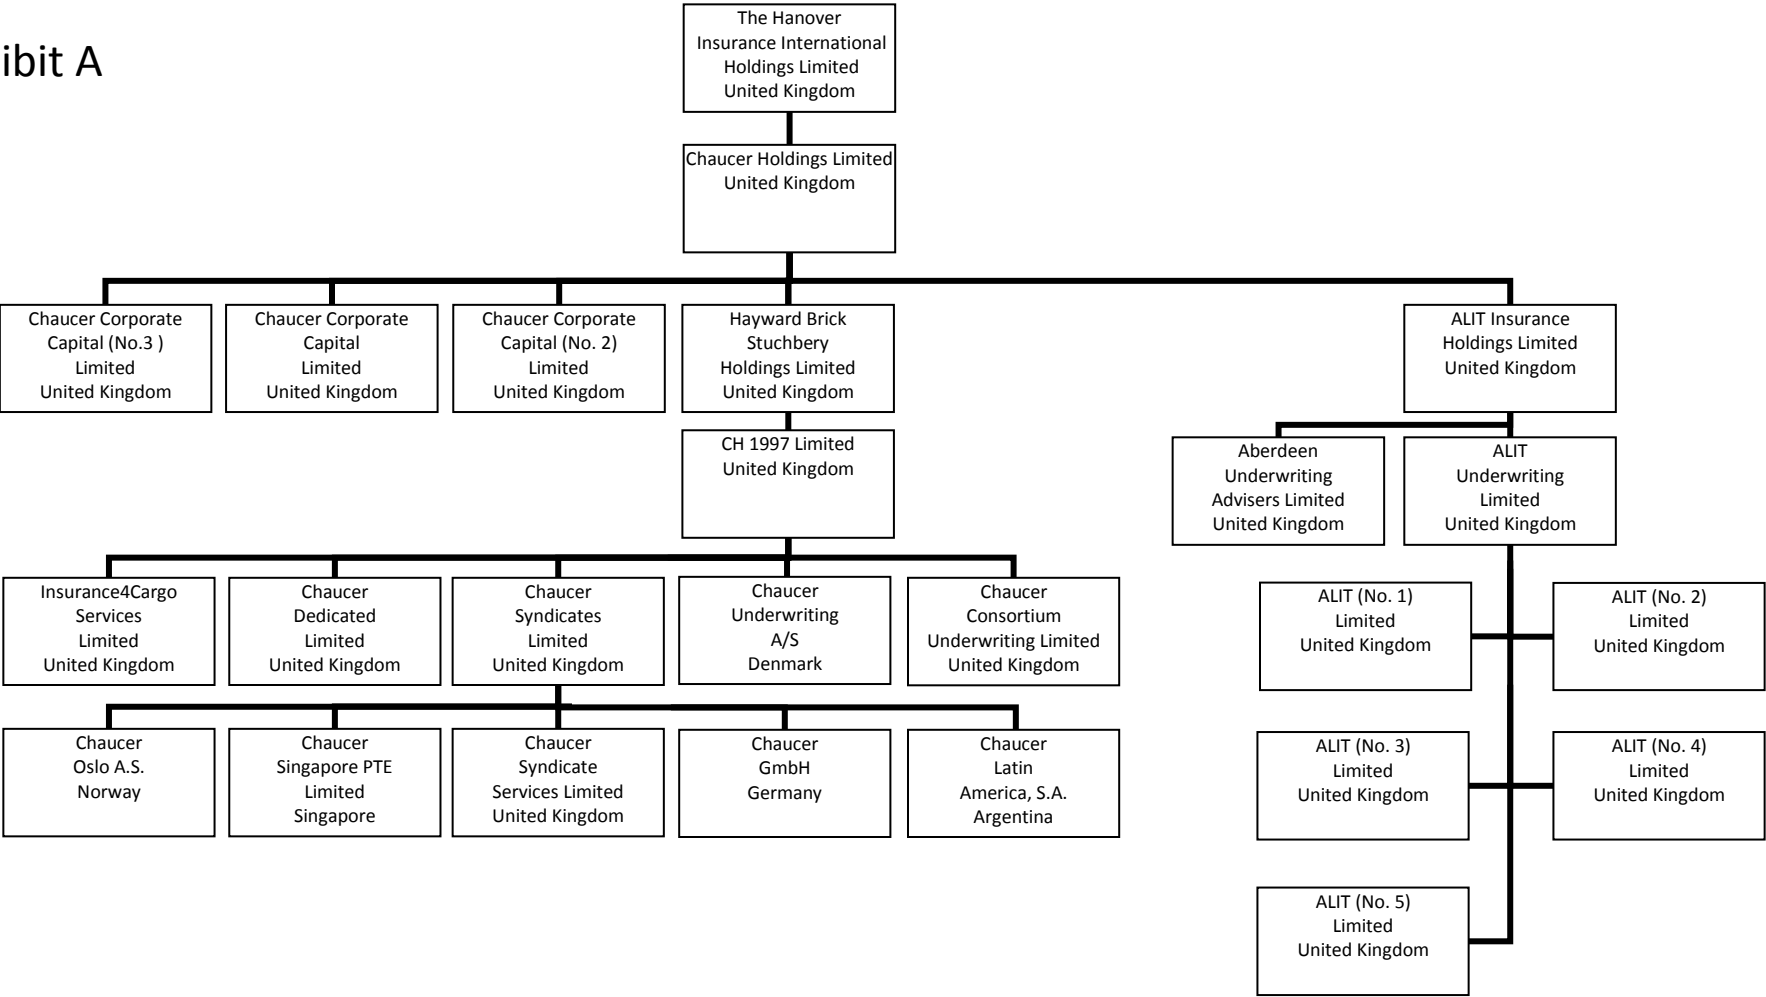 ibit A
The Hanover
Insurance International
Holdings Limited
United Kingdom
Chaucer Holdings Limited
United Kingdom
Chaucer Corporate
Capital (No.3 )
Limited
United Kingdom
Chaucer Corporate
Capital
Limited
United Kingdom
Chaucer Corporate
Capital (No. 2)
Limited
United Kingdom
Hayward Brick
Stuchbery
Holdings Limited
United Kingdom
ALIT Insurance
Holdings Limited
United Kingdom
CH 1997 Limited
United Kingdom
Aberdeen
Underwriting
Advisers Limited
United Kingdom
ALIT
Underwriting
Limited
United Kingdom
Insurance4Cargo
Services
Limited
United Kingdom
Chaucer
Dedicated
Limited
United Kingdom
Chaucer
Syndicates
Limited
United Kingdom
Chaucer
Underwriting
A/S
Denmark
Chaucer
Consortium
Underwriting Limited
United Kingdom
ALIT (No. 1)
Limited
United Kingdom
ALIT (No. 2)
Limited
United Kingdom
Chaucer
Oslo A.S.
Norway
Chaucer
Singapore PTE
Limited
Singapore
Chaucer
Syndicate
Services Limited
United Kingdom
Chaucer
GmbH
Germany
Chaucer
Latin
America, S.A.
Argentina
ALIT (No. 3)
Limited
United Kingdom
ALIT (No. 4)
Limited
United Kingdom
ALIT (No. 5)
Limited
United Kingdom